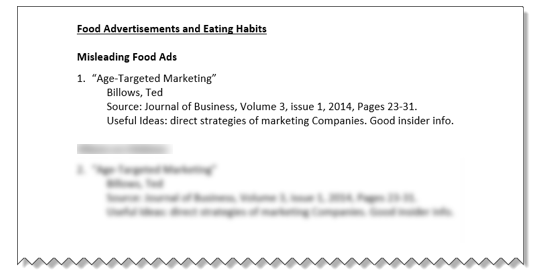 Food Advertisements and Eating Habits
Misleading Food Ads
1. “Age-Targeted Marketing”
Billows, Ted
Source: Journal of Business, Volume 3, issue 1, 2014, Pages 23-31.
Useful Ideas: direct strategies of marketing Companies. Good insider info.
2. “Age-Targeted Marketing”
Billows, Ted
Source: Journal of Business, Volume 3, issue 1, 2014, Pages 23-31.
Useful Ideas: direct strategies of marketing Companies. Good insider info.